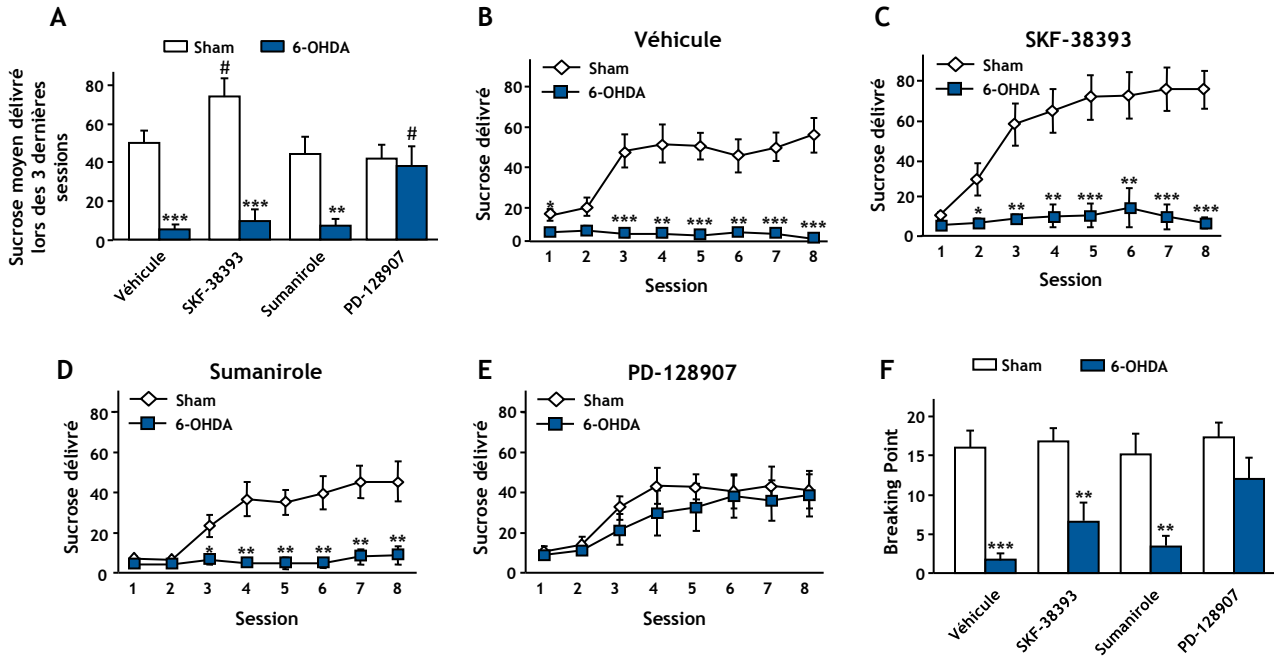 A
Sham
6-OHDA
Sucrose moyen délivré
lors des 3 dernières
sessions
80
60
40
20
0
#
#
***
***
**
Véhicule
SKF-38393
Sumanirole
PD-128907
B
Véhicule
Sham
6-OHDA
Sucrose délivré
80
60
40
20
0
*
***
**
***
**
***
***
1 2 3 4 5 6 7 8
Session
C
SKF-38393
Sham
6-OHDA
Sucrose délivré
80
60
40
20
0
*
**
**
***
**
***
***
1 2 3 4 5 6 7 8
Session
D
Sumanirole
Sham
6-OHDA
Sucrose délivré
80
60
40
20
0
*
**
**
**
**
**
1 2 3 4 5 6 7 8
Session
E
PD-128907
Sham
6-OHDA
Sucrose délivré
80
60
40
20
0
1 2 3 4 5 6 7 8
Session
F
Sham
6-OHDA
Breaking Point
20
15
10
5
0
***
**
**
Véhicule
SKF-38393
Sumanirole
PD-128907